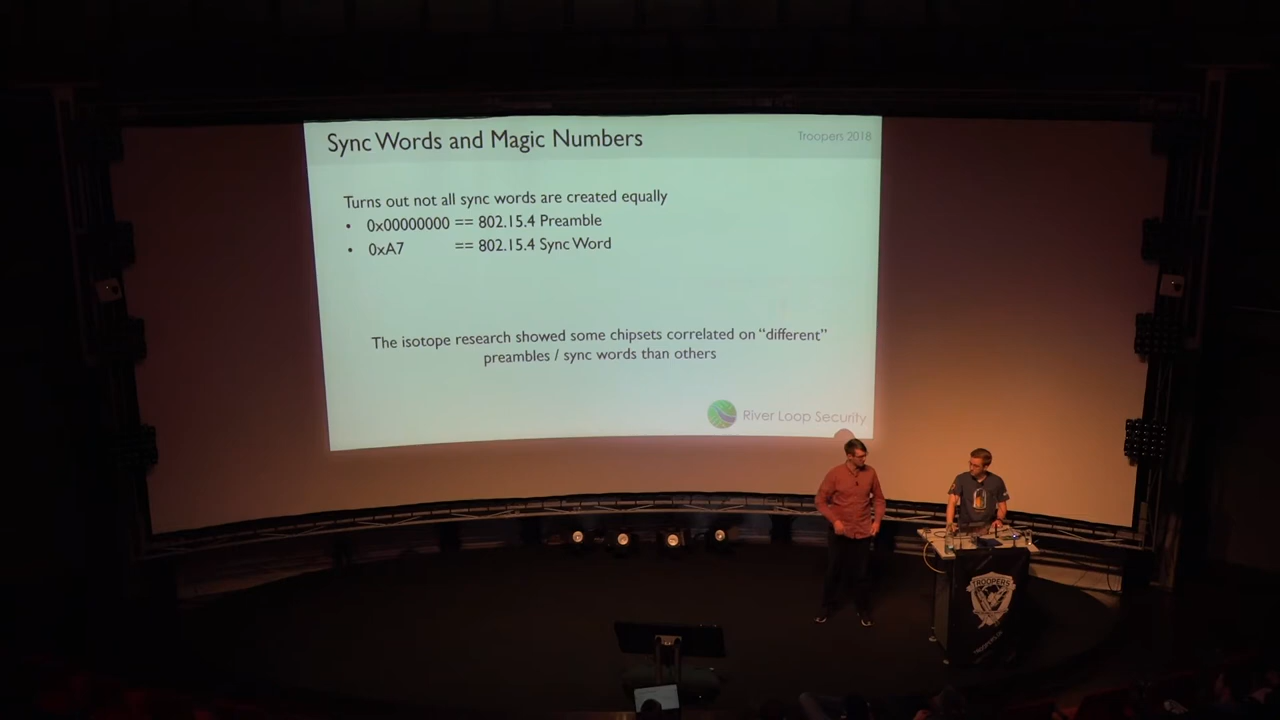 Sync Words and Magic Numbers
Troopers 2018
Turns out not all sync words are created equally
• 0x00000000 == 802.15.4 Preamble
• 0xA7 == 802.15.4 Sync Word
The isotope research showed some chipsets correlated on “different”
preambles / sync words than others
River Loop Security
TROOPERS